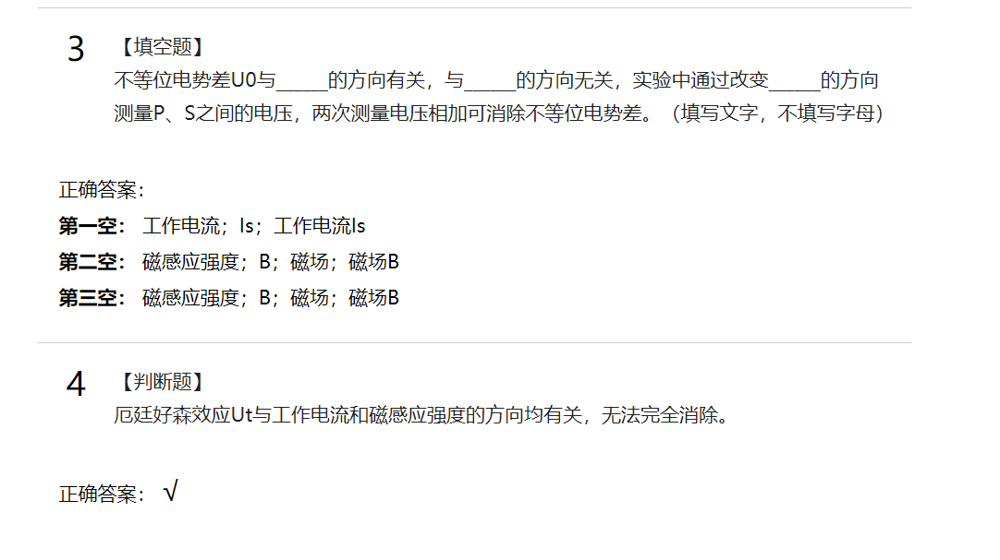 3 【填空题】
不等位电势差U0与______的方向有关，与______的方向无关，实验中通过改变______的方向
测量P、S之间的电压，两次测量电压相加可消除不等位电势差。（填写文字，不填写字母）
正确答案：
第一空： 工作电流；Is；工作电流Is
第二空： 磁感应强度；B；磁场；磁场B
第三空： 磁感应强度；B；磁场；磁场B
4 【判断题】
厄廷好森效应Ut与工作电流和磁感应强度的方向均有关，无法完全消除。
正确答案： √